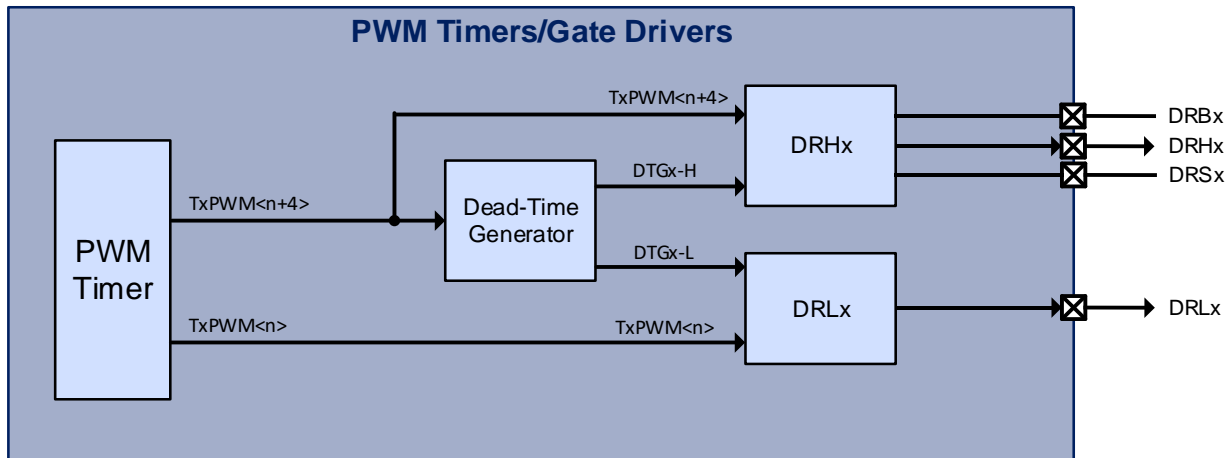 PWM Timers/Gate Drivers
TxPWM<n+4>
DRHx
DRBx
DRHx
DRSx
DTGx-H
TxPWM<n+4>
Dead-Time
Generator
PWM
Timer
DTGx-L
DRLx
DRLx
TxPWM<n>
TxPWM<n>